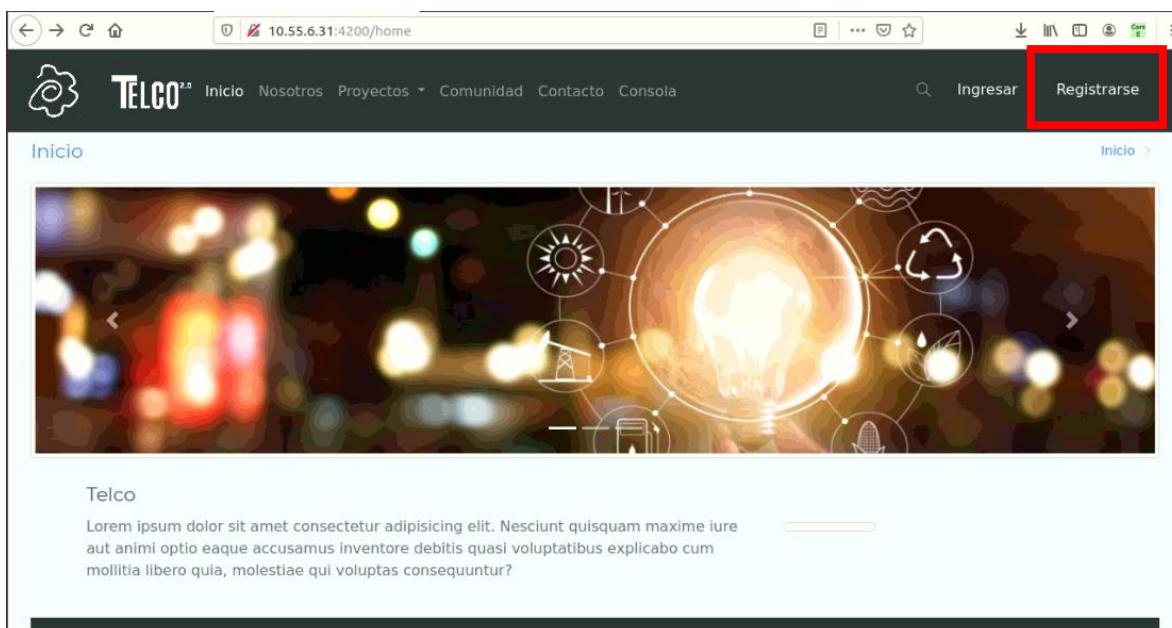 10.55.6.31:4200/home
TELCO 2.0 Inicio Nosotros Proyectos Comunidad Contacto Consola Ingresar Registrarse
Inicio Inicio >
Telco
Lorem ipsum dolor sit amet consectetur adipisicing elit. Nesciunt quisquam maxime iure
aut animi optio eaque accusamus inventore debitis quasi voluptatibus explicabo cum
mollitia libero quia, molestiae qui voluptas consequuntur?